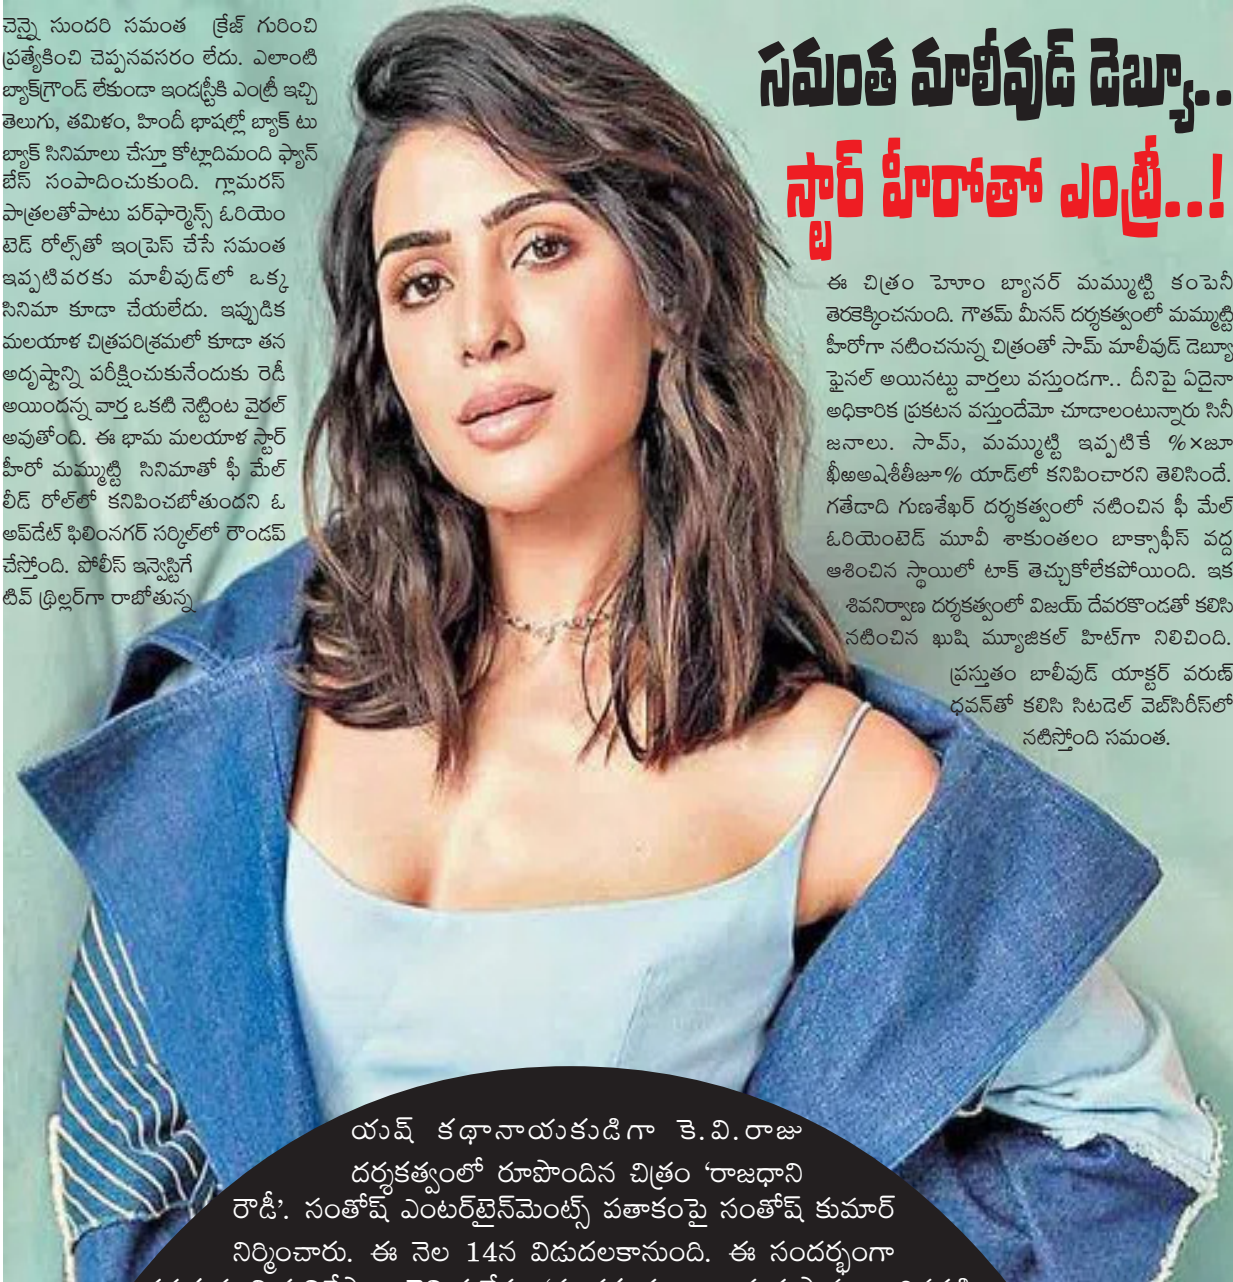 సమంత మాలీవుడ్ డెబ్యూ..
స్టార్ హీరోతో ఎంట్రీ...!
చెన్నై సుందరి సమంత క్రేజ్ గురించి
ప్రత్యేకించి చెప్పనవసరం లేదు. ఎలాంటి
బ్యాక్‌గ్రౌండ్ లేకుండా ఇండస్ట్రీకి ఎంట్రీ ఇచ్చి
తెలుగు, తమిళం, హిందీ భాషల్లో బ్యాక్ టు
బ్యాక్ సినిమాలు చేస్తూ కోట్లాదిమంది ఫ్యాన్
బేస్ సంపాదించుకుంది. గ్లామరస్
పాత్రలతోపాటు పర్‌ఫార్మెన్స్ ఓరియెం
టెడ్ రోల్స్‌తో ఇంప్రెస్ చేసే సమంత
ఇప్పటివరకు మాలీవుడ్‌లో ఒక్క
సినిమా కూడా చేయలేదు. ఇప్పుడిక
మలయాళ చిత్రపరిశ్రమలో కూడా తన
అదృష్టాన్ని పరీక్షించుకునేందుకు రెడీ
అయిందన్న వార్త ఒకటి నెట్టింట వైరల్
అవుతోంది. ఈ భామ మలయాళ స్టార్
హీరో మమ్ముట్టి సినిమాతో ఫీ మేల్
లీడ్ రోల్‌లో కనిపించబోతుందని ఓ
అప్‌డేట్ ఫిలింనగర్ సర్కిల్‌లో రౌండప్
చేస్తోంది. పోలీస్ ఇన్వెస్టిగే
టివ్ థ్రిల్లర్‌గా రాబోతున్న
ఈ చిత్రం హెూం బ్యానర్ మమ్ముట్టి కంపెనీ
తెరకెక్కించనుంది. గౌతమ్ మీనన్ దర్శకత్వంలో మమ్ముట్టి
హీరోగా నటించనున్న చిత్రంతో సామ్ మాలీవుడ్ డెబ్యూ
ఫైనల్ అయినట్టు వార్తలు వస్తుండగా.. దీనిపై ఏదైనా
అధికారిక ప్రకటన వస్తుందేమో చూడాలంటున్నారు సినీ
జనాలు. సామ్, మమ్ముట్టి ఇప్పటికే %×జూ
ఖీఱఅషశీతీజూ% యాడ్‌లో కనిపించారని తెలిసిందే.
గతేడాది గుణశేఖర్ దర్శకత్వంలో నటించిన ఫీ మేల్
ఓరియెంటెడ్ మూవీ శాకుంతలం బాక్సాఫీస్ వద్ద
ఆశించిన స్థాయిలో టాక్ తెచ్చుకోలేకపోయింది. ఇక
శివనిర్వాణ దర్శకత్వంలో విజయ్ దేవరకొండతో కలిసి
నటించిన ఖుషి మ్యూజికల్ హిట్‌గా నిలిచింది.
ప్రస్తుతం బాలీవుడ్ యాక్టర్ వరుణ్
ధవన్‌తో కలిసి సిటడెల్ వెబ్‌సిరీస్‌లో
నటిస్తోంది సమంత.
యష్ కథానాయకుడిగా కె.వి.రాజు
దర్శకత్వంలో రూపొందిన చిత్రం ‘రాజధాని
రౌడీ’. సంతోష్ ఎంటర్‌టైన్‌మెంట్స్ పతాకంపై సంతోష్ కుమార్
నిర్మించారు. ఈ నెల 14న విడుదలకానుంది. ఈ సందర్భంగా